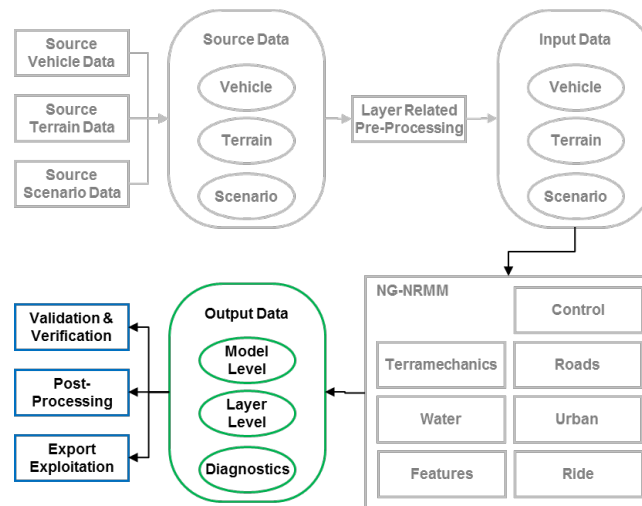 Source
Vehicle Data
Source
Terrain Data
Source
Scenario Data
Source Data
Vehicle
Terrain
Scenario
Layer Related
Pre-Processing
Input Data
Vehicle
Terrain
Scenario
NG-NRMM
Control
Terramechanics
Roads
Water
Urban
Features
Ride
Output Data
Model
Level
Layer
Level
Diagnostics
Validation &
Verification
Post-
Processing
Export
Exploitation